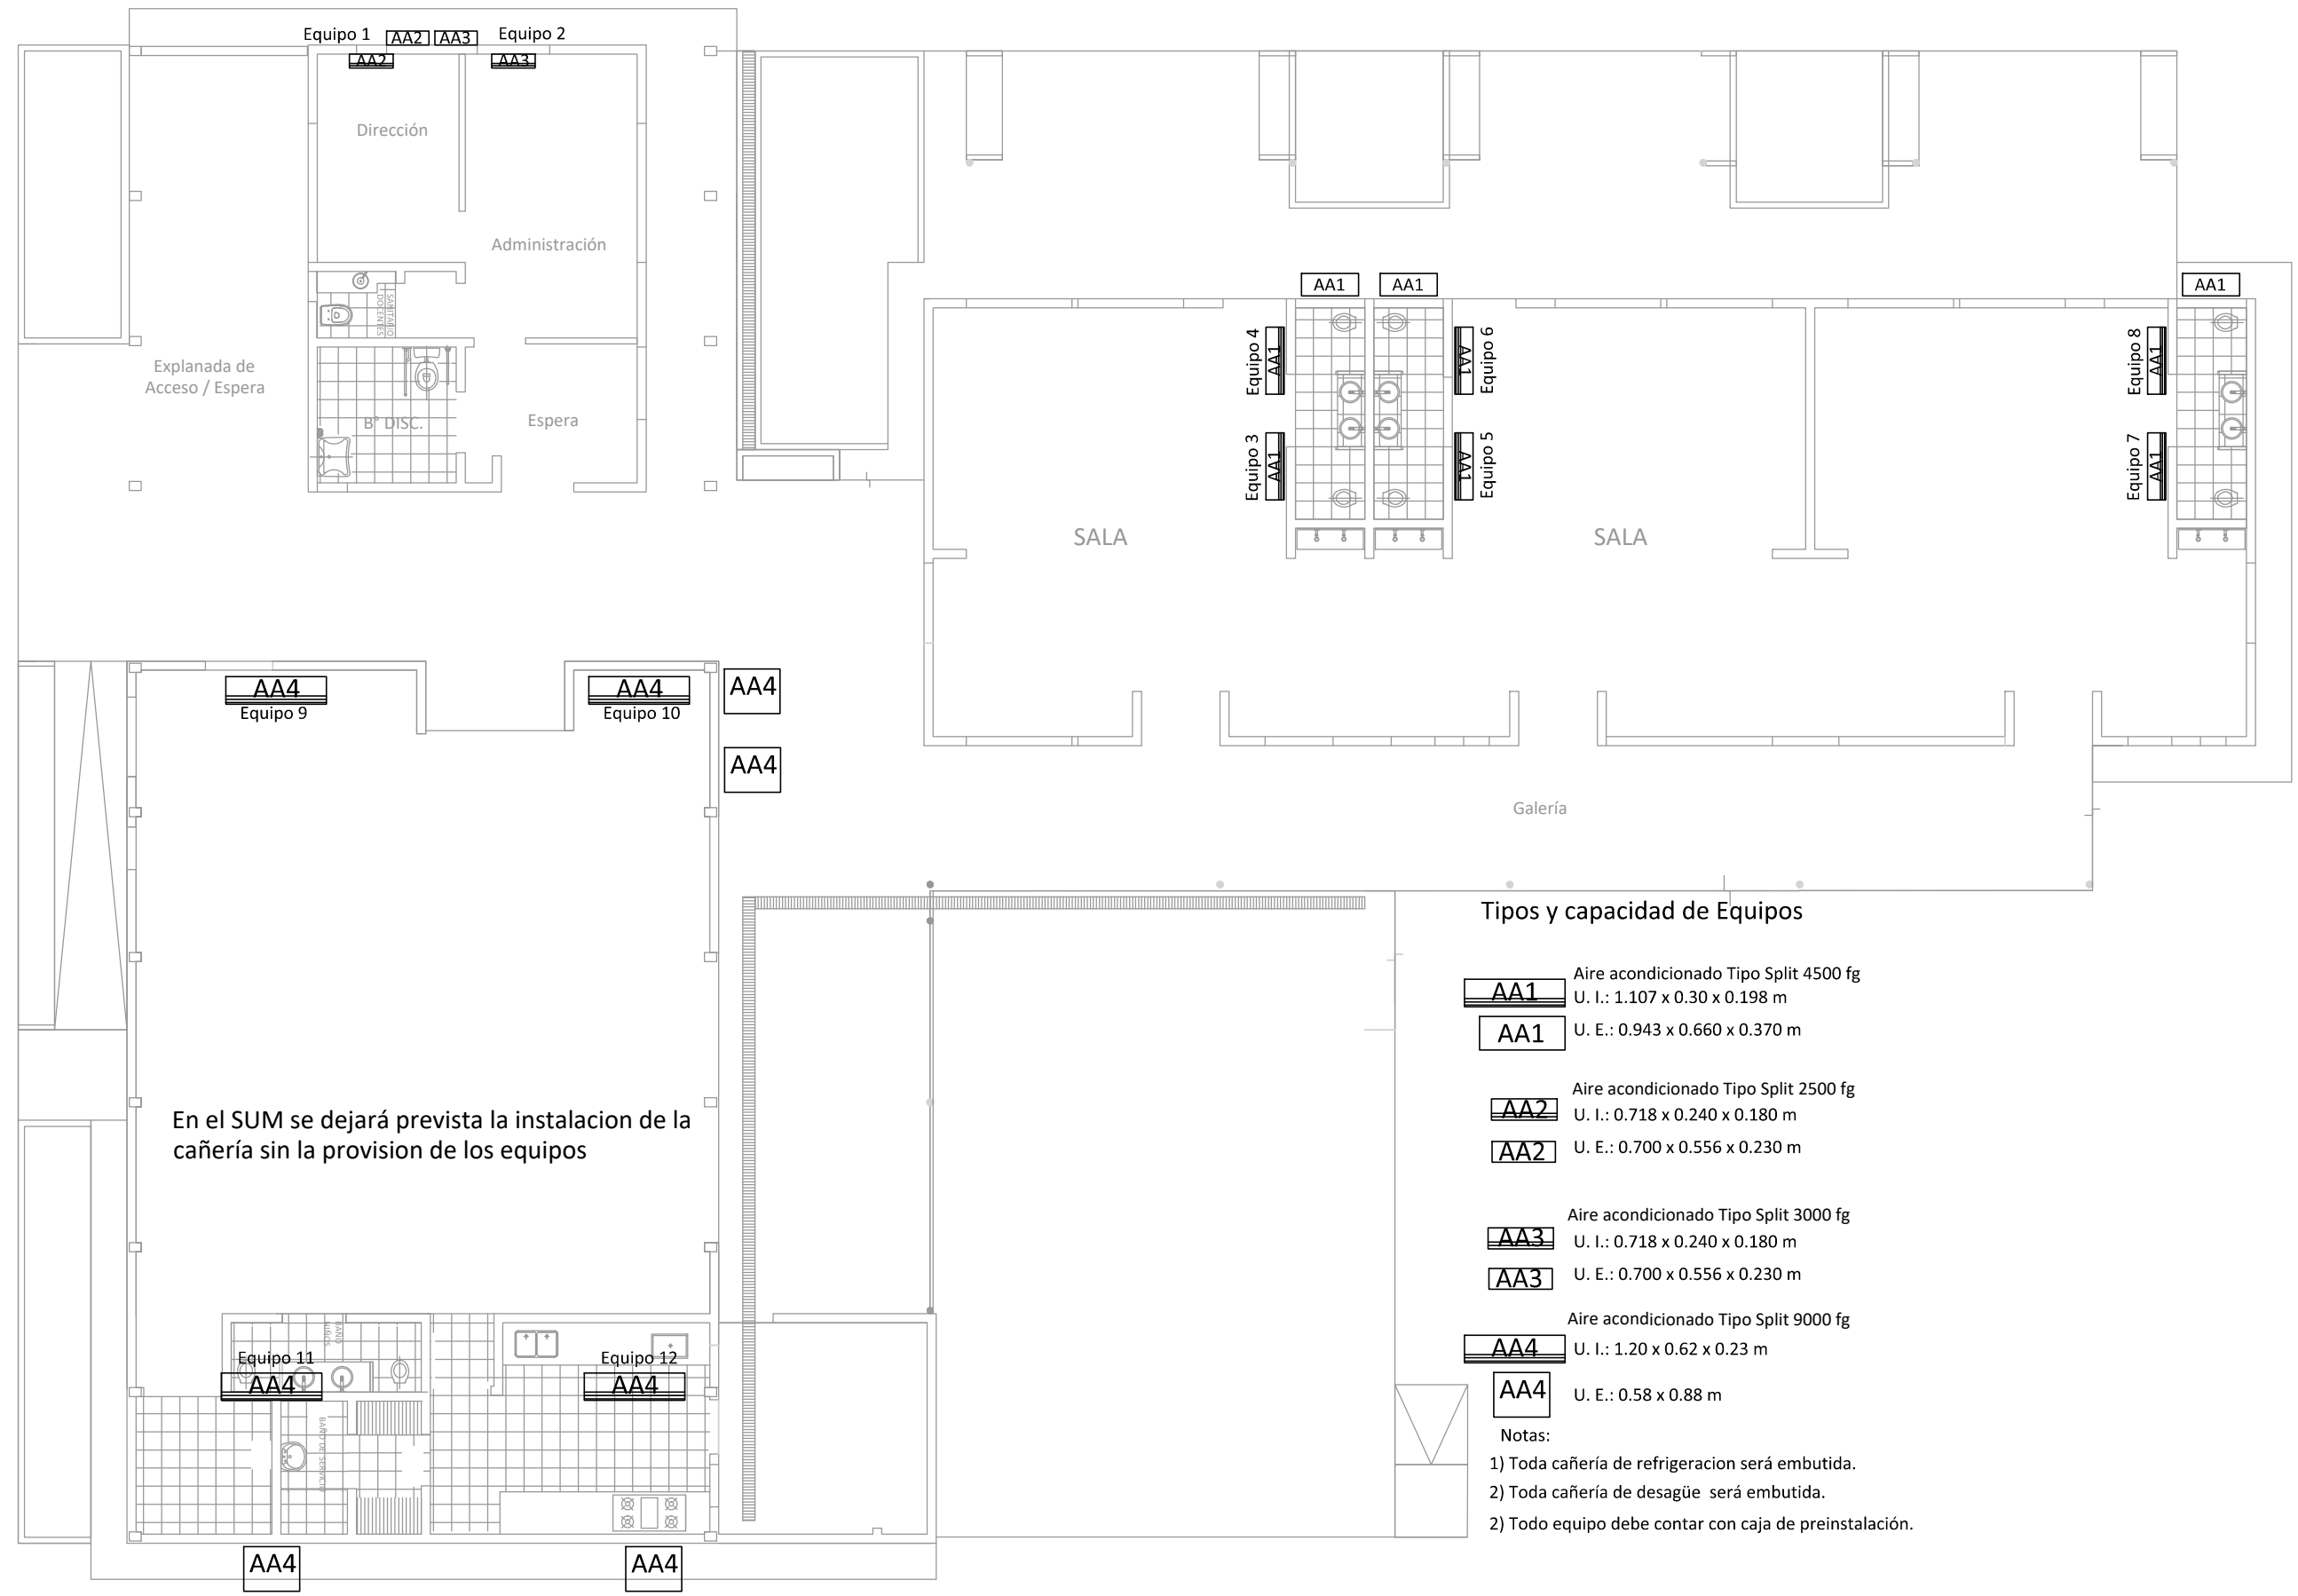 Equipo 1
AA2
AA3
Equipo 2
AA2
AA3
Dirección
Administración
SANITARIO
DOCENTES
Explanada de
Acceso / Espera
B° DISC.
Espera
AA1
AA1
AA1
Equipo 4
AA1
AA1
Equipo 6
Equipo 8
AA1
Equipo 3
AA1
AA1
Equipo 5
Equipo 7
AA1
SALA
SALA
AA4
Equipo 9
AA4
Equipo 10
AA4
AA4
Galería
En el SUM se dejará prevista la instalacion de la
cañería sin la provision de los equipos
BAÑO
NIÑOS
Equipo 11
AA4
Equipo 12
AA4
BAÑO DE SERVICIO
AA4
AA4
Tipos y capacidad de Equipos
Aire acondicionado Tipo Split 4500 fg
AA1
U. I.: 1.107 x 0.30 x 0.198 m
AA1
U. E.: 0.943 x 0.660 x 0.370 m
Aire acondicionado Tipo Split 2500 fg
AA2
U. I.: 0.718 x 0.240 x 0.180 m
AA2
U. E.: 0.700 x 0.556 x 0.230 m
Aire acondicionado Tipo Split 3000 fg
AA3
U. I.: 0.718 x 0.240 x 0.180 m
AA3
U. E.: 0.700 x 0.556 x 0.230 m
Aire acondicionado Tipo Split 9000 fg
AA4
U. I.: 1.20 x 0.62 x 0.23 m
AA4
U. E.: 0.58 x 0.88 m
Notas:
1) Toda cañería de refrigeracion será embutida.
2) Toda cañería de desagüe será embutida.
2) Todo equipo debe contar con caja de preinstalación.